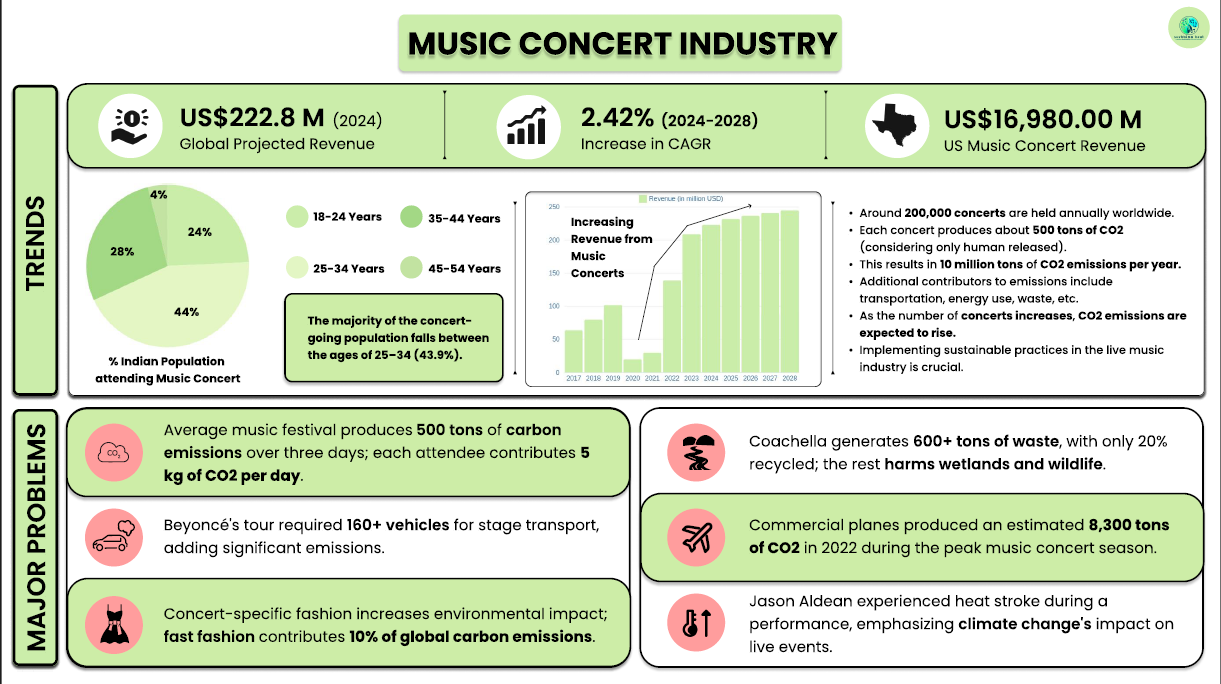 MUSIC CONCERT INDUSTRY
TRENDS
US$222.8 M (2024)
Global Projected Revenue
2.42% (2024-2028)
Increase in CAGR
US$16,980.00 M
US Music Concert Revenue
4%
24%
28%
44%
% Indian Population
attending Music Concert
18-24 Years
35-44 Years
25-34 Years
45-54 Years
The majority of the concert-
going population falls between
the ages of 25–34 (43.9%).
Revenue (in million USD)
Increasing
Revenue from
Music
Concerts
250
200
150
100
50
0
2017 2018 2019 2020 2021 2022 2023 2024 2025 2026 2027 2028
• Around 200,000 concerts are held annually worldwide.
• Each concert produces about 500 tons of CO2
(considering only human released).
• This results in 10 million tons of CO2 emissions per year.
• Additional contributors to emissions include
transportation, energy use, waste, etc.
• As the number of concerts increases, CO2 emissions are
expected to rise.
• Implementing sustainable practices in the live music
industry is crucial.
MAJOR PROBLEMS
CO₂
Average music festival produces 500 tons of carbon
emissions over three days; each attendee contributes 5
kg of CO2 per day.
Beyoncé's tour required 160+ vehicles for stage transport,
adding significant emissions.
Concert-specific fashion increases environmental impact;
fast fashion contributes 10% of global carbon emissions.
Coachella generates 600+ tons of waste, with only 20%
recycled; the rest harms wetlands and wildlife.
Commercial planes produced an estimated 8,300 tons
of CO2 in 2022 during the peak music concert season.
Jason Aldean experienced heat stroke during a
performance, emphasizing climate change's impact on
live events.